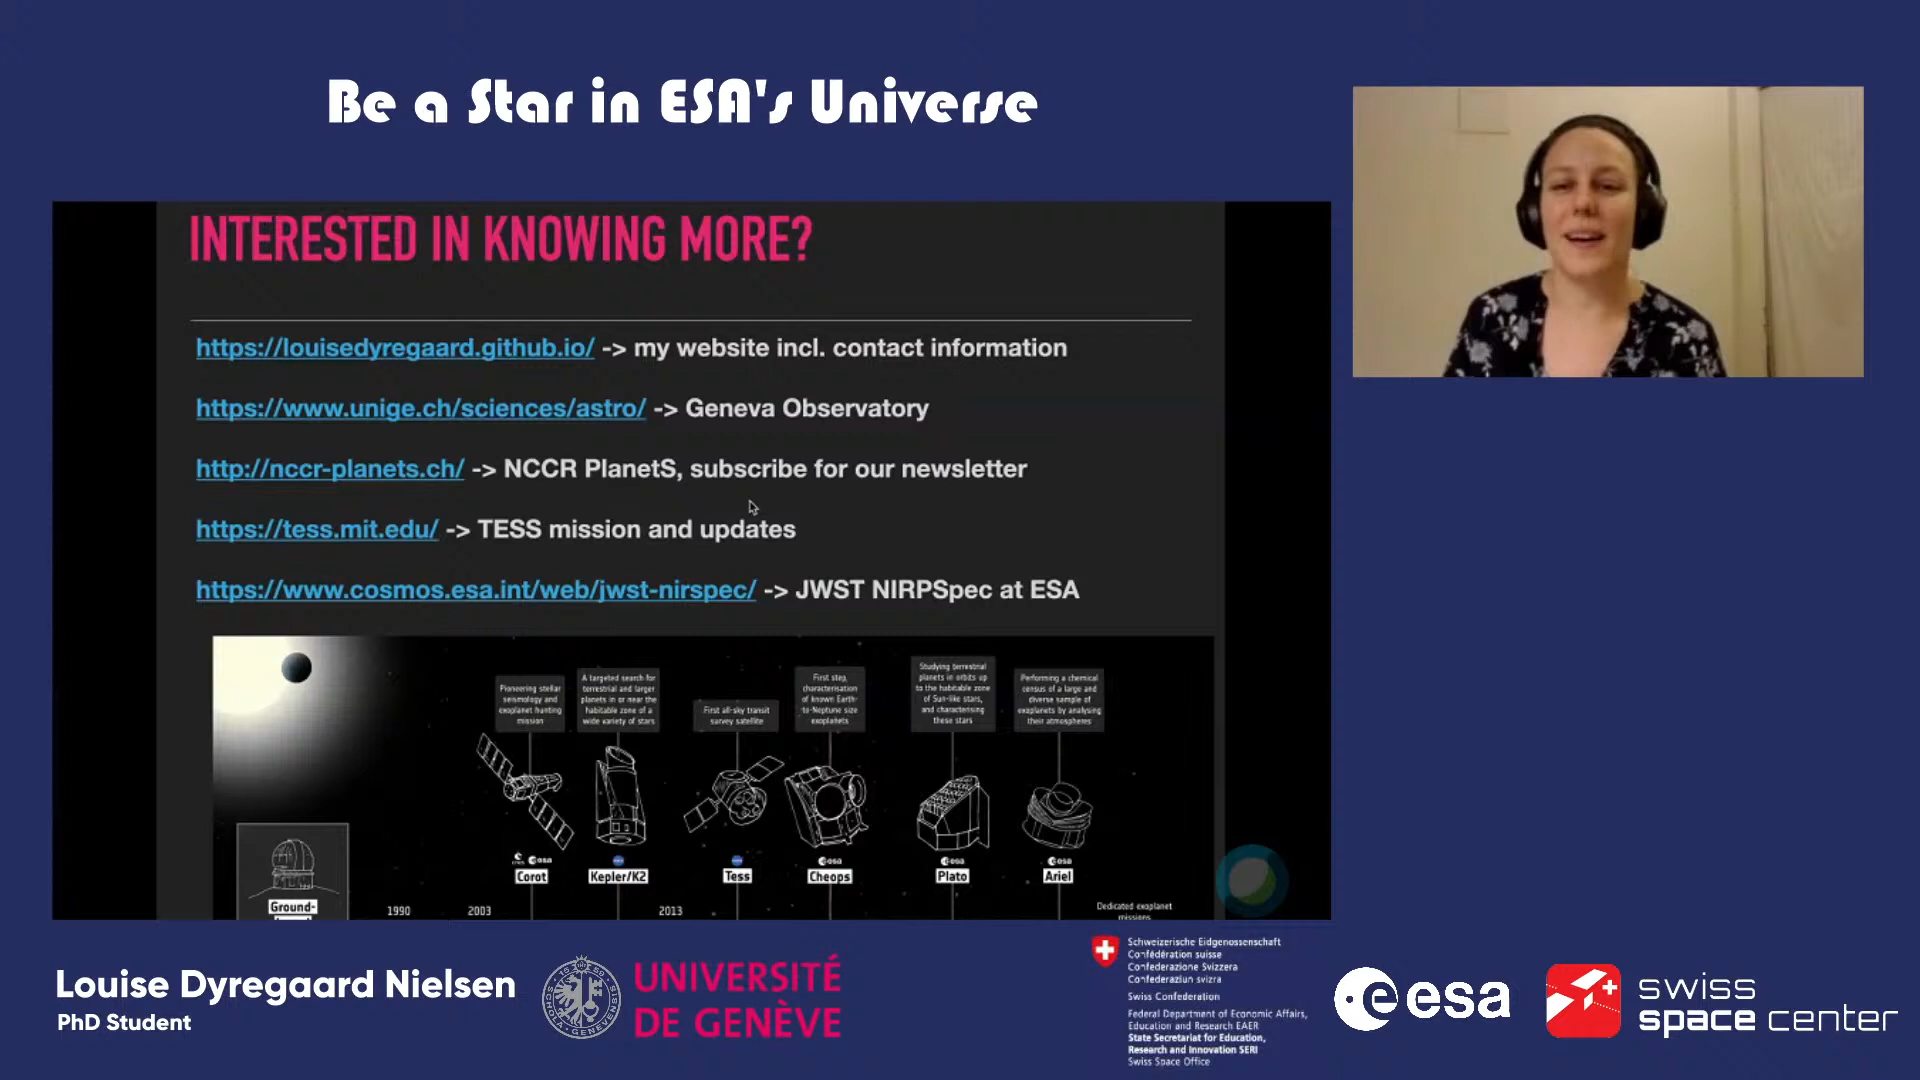 Be a Star in ESA's Universe
INTERESTED IN KNOWING MORE?
https://louisedyregaard.github.io/ -> my website incl. contact information
https://www.unige.ch/sciences/astro/ -> Geneva Observatory
http://nccr-planets.ch/ -> NCCR PlanetS, subscribe for our newsletter
https://tess.mit.edu/ -> TESS mission and updates
https://www.cosmos.esa.int/web/jwst-nirspec/ -> JWST NIRPSpec at ESA
Pioneering stellar
seismology and
exoplanet hunting
mission
A targeted search for
terrestrial and larger
planets in or near the
habitable zone of a
wide variety of stars
First all-sky transit
survey satellite
First step
characterisation
of known Earth-
to-Neptune size
exoplanets
Studying terrestrial
planets in orbits up
to the habitable zone
of Sun-like stars,
and characterising
these stars
Performing a chemical
census of a large and
diverse sample of
exoplanets by analysing
their atmospheres
cnes esa
esa
esa
esa
Corot
Kepler/K2
Tess
Cheops
Plato
Ariel
Ground-
1990
2003
2013
Dedicated exoplanet
missions
Louise Dyregaard Nielsen
PhD Student
SCHOLA GENEVENSIS 1559
UNIVERSITÉ
DE GENÈVE
Schweizerische Eidgenossenschaft
Confédération suisse
Confederazione Svizzera
Confederaziun svizra
Swiss Confederation
Federal Department of Economic Affairs,
Education and Research EAER
State Secretariat for Education,
Research and Innovation SERI
Swiss Space Office
esa
swiss
space center